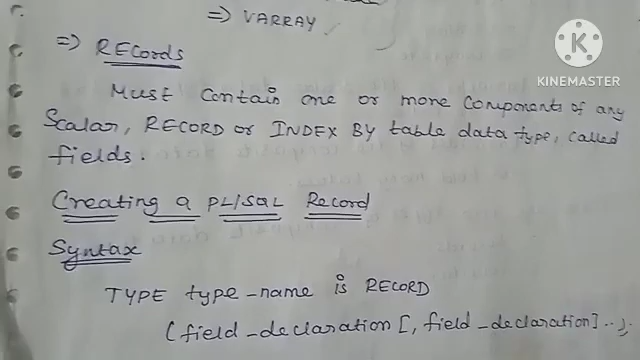 => VARRAY
=> RECords
Must Contain one or more Components of any
Scalar, RECORD or INDEX BY table data type, called
fields.
Creating a PL/SQL Record
Syntax
TYPE type-name is RECORD
(field-declaration[, field-declaration]...);
KINEMASTER